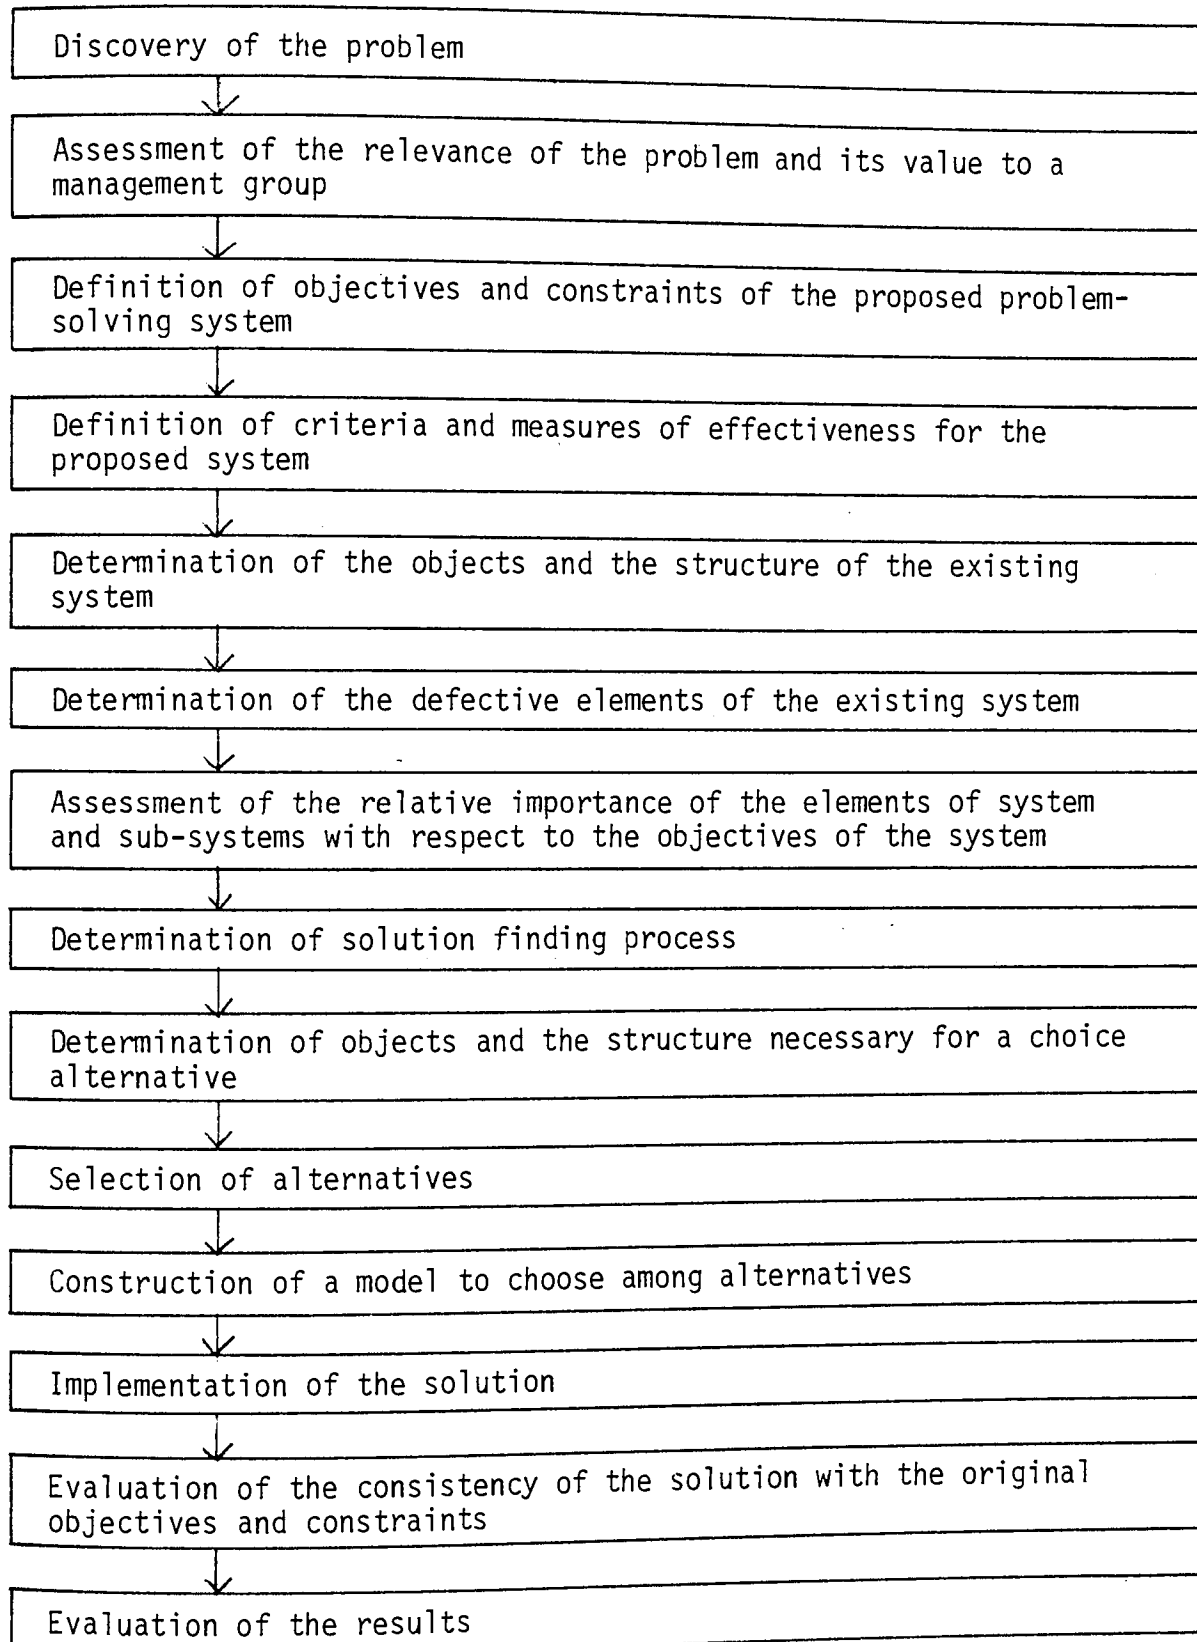 Discovery of the problem
Assessment of the relevance of the problem and its value to a
management group
Definition of objectives and constraints of the proposed problem-
solving system
Definition of criteria and measures of effectiveness for the
proposed system
Determination of the objects and the structure of the existing
system
Determination of the defective elements of the existing system
Assessment of the relative importance of the elements of system
and sub-systems with respect to the objectives of the system
Determination of solution finding process
Determination of objects and the structure necessary for a choice
alternative
Selection of alternatives
Construction of a model to choose among alternatives
Implementation of the solution
Evaluation of the consistency of the solution with the original
objectives and constraints
Evaluation of the results